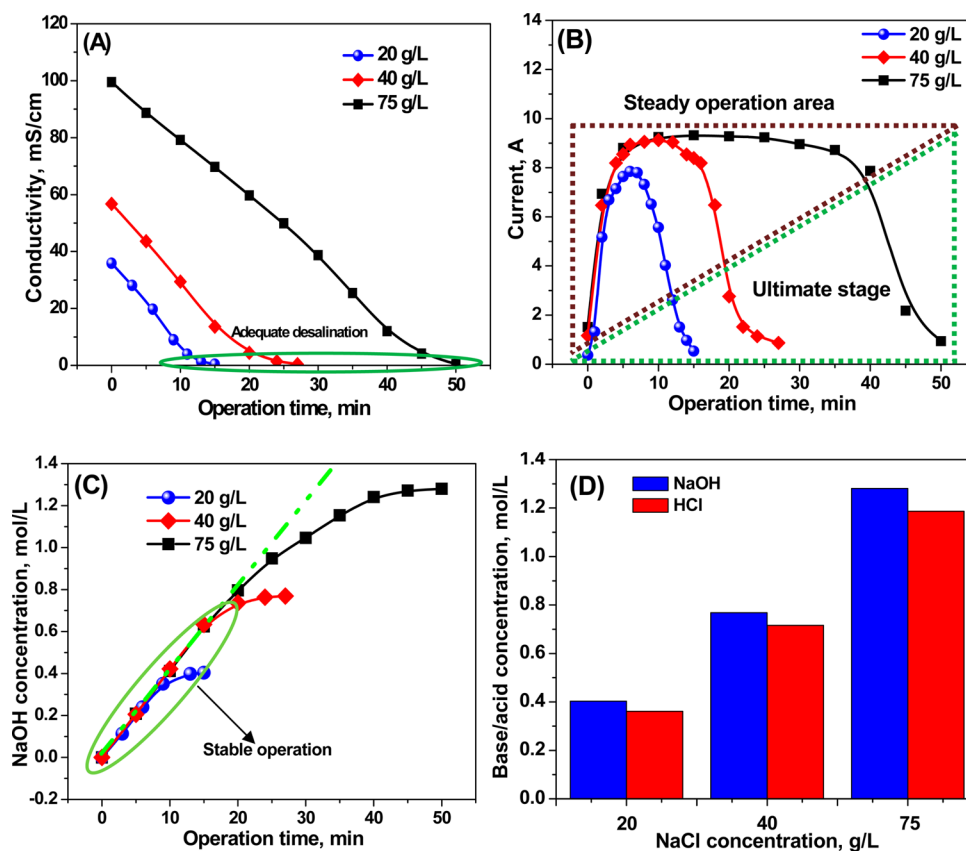 (A)
20 g/L
40 g/L
75 g/L
Adequate desalination
Conductivity, mS/cm
120
100
80
60
40
20
0
0 10 20 30 40 50
Operation time, min
(B)
20 g/L
40 g/L
75 g/L
Steady operation area
Ultimate stage
Current, A
14
12
10
8
6
4
2
0
0 10 20 30 40 50
Operation time, min
(C)
20 g/L
40 g/L
75 g/L
Stable operation
NaOH concentration, mol/L
1.4
1.2
1.0
0.8
0.6
0.4
0.2
0.0
-0.2
0 10 20 30 40 50
Operation time, min
(D)
NaOH
HCl
Base/acid concentration, mol/L
1.4
1.2
1.0
0.8
0.6
0.4
0.2
0.0
20 40 75
NaCl concentration, g/L